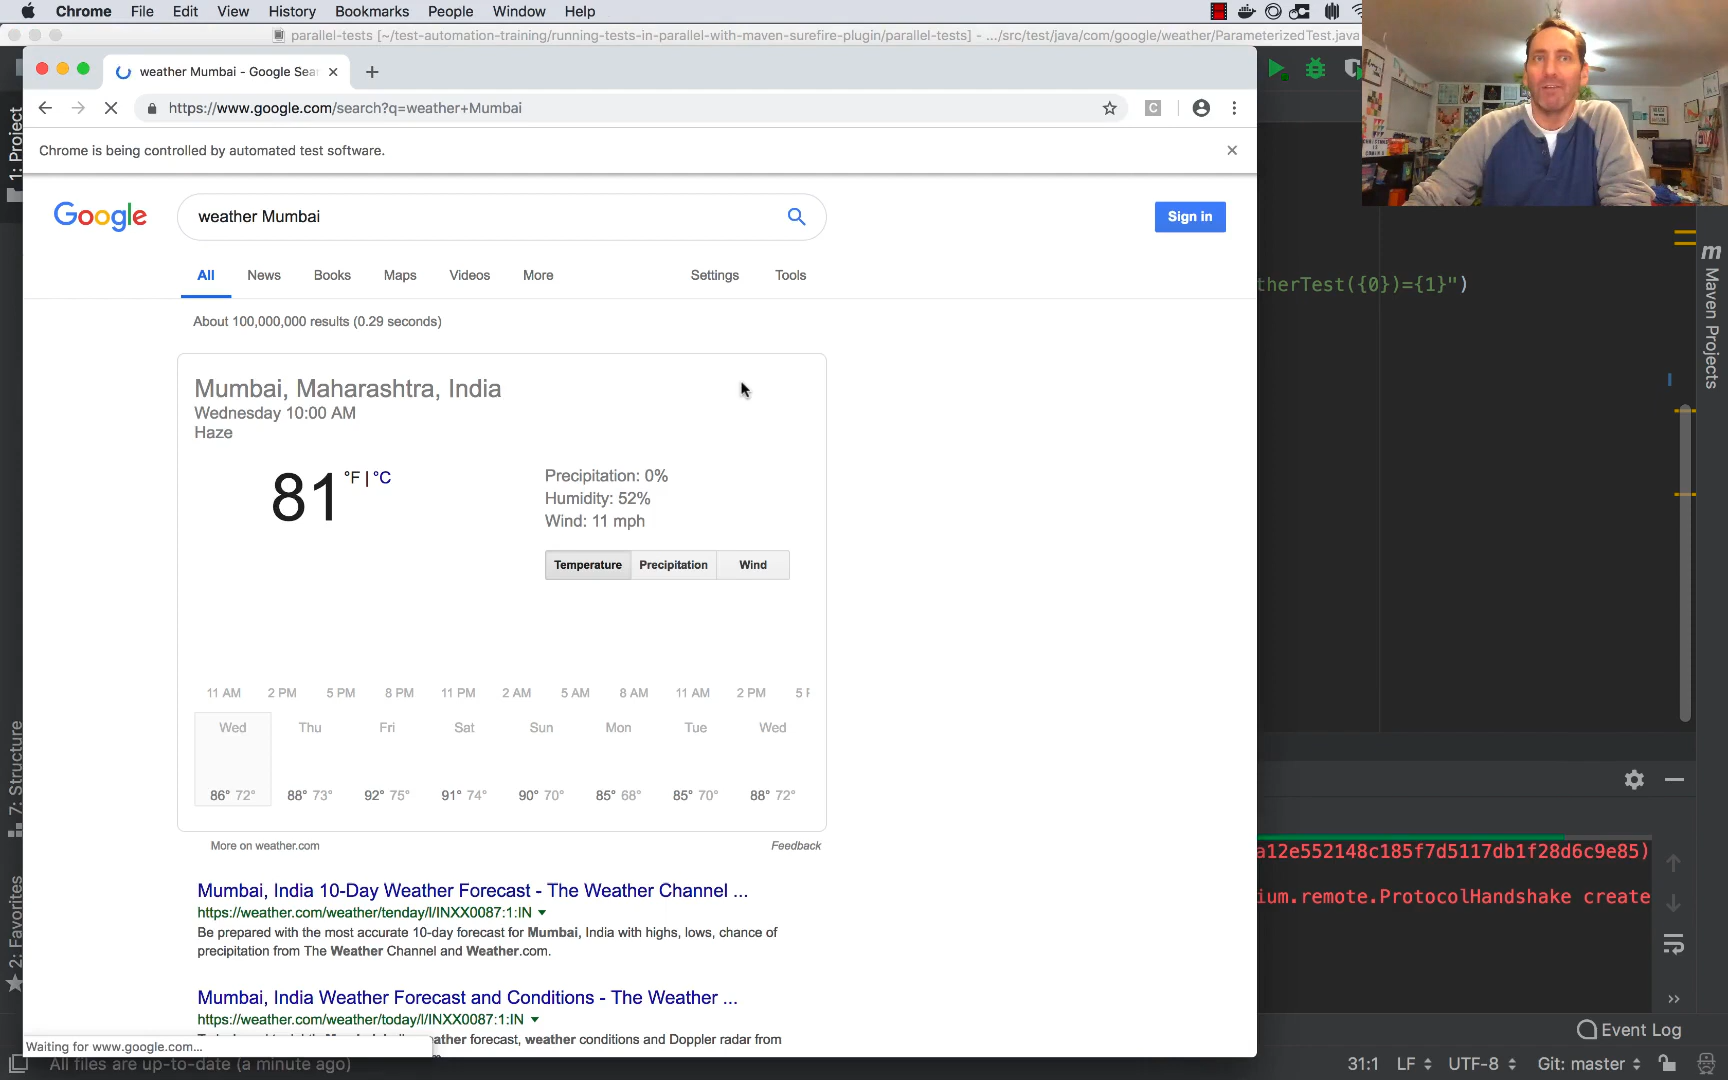 Chrome File Edit View History Bookmarks People Window Help
parallel-tests [~/test-automation-training/running-tests-in-parallel-with-maven-surefire-plugin/parallel-tests] - .../src/test/java/com/google/weather/ParameterizedTest.java
weather Mumbai - Google Sea
https://www.google.com/search?q=weather+Mumbai
Chrome is being controlled by automated test software.
Google
weather Mumbai
Sign in
All News Books Maps Videos More Settings Tools
About 100,000,000 results (0.29 seconds)
Mumbai, Maharashtra, India
Wednesday 10:00 AM
Haze
81 °F | °C
Precipitation: 0%
Humidity: 52%
Wind: 11 mph
Temperature Precipitation Wind
11 AM 2 PM 5 PM 8 PM 11 PM 2 AM 5 AM 8 AM 11 AM 2 PM 5 P
Wed Thu Fri Sat Sun Mon Tue Wed
86° 72° 88° 73° 92° 75° 91° 74° 90° 70° 85° 68° 85° 70° 88° 72°
More on weather.com
Feedback
Mumbai, India 10-Day Weather Forecast - The Weather Channel ...
https://weather.com/weather/tenday/l/INXX0087:1:IN
Be prepared with the most accurate 10-day forecast for Mumbai, India with highs, lows, chance of
precipitation from The Weather Channel and Weather.com.
Mumbai, India Weather Forecast and Conditions - The Weather ...
https://weather.com/weather/today/l/INXX0087:1:IN
ather forecast, weather conditions and Doppler radar from
Waiting for www.google.com...
All files are up-to-date (a minute ago)
1: Project
7: Structure
2: Favorites
therTest({0})={1}")
Maven Projects
a12e552148c185f7d5117db1f28d6c9e85)
ium.remote.ProtocolHandshake create
Event Log
31:1 LF UTF-8 Git: master